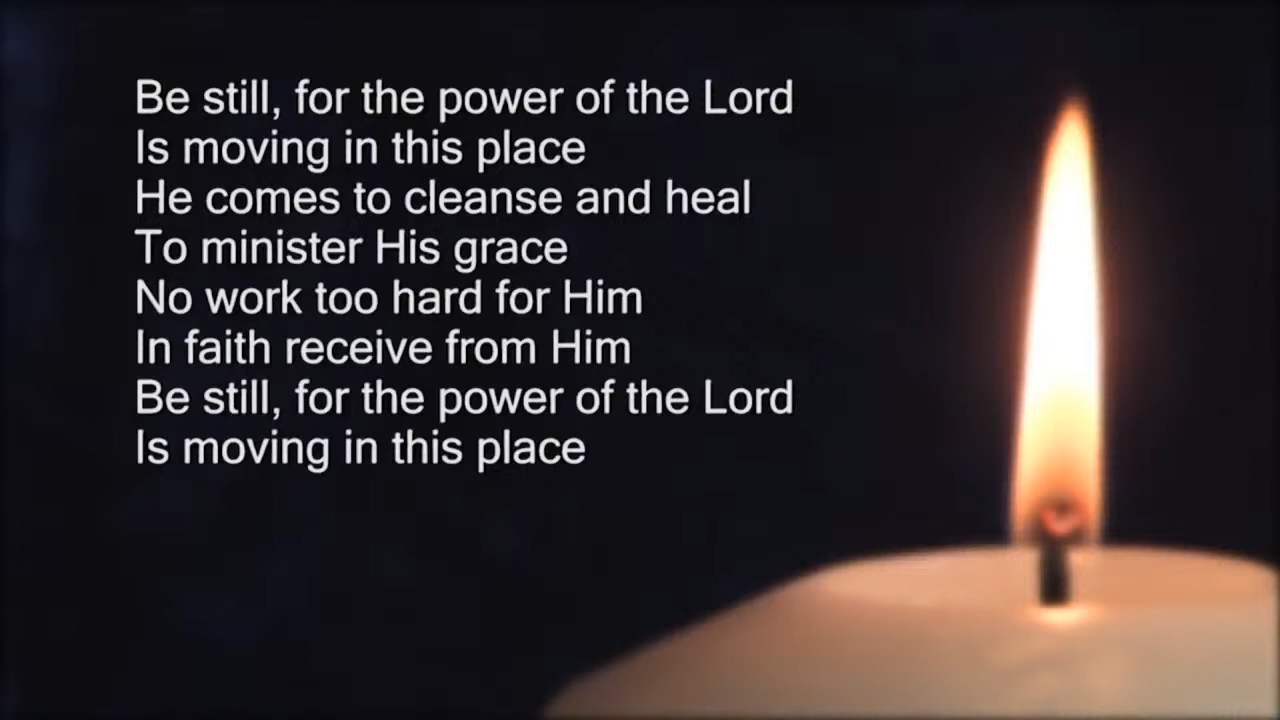 Be still, for the power of the Lord
Is moving in this place
He comes to cleanse and heal
To minister His grace
No work too hard for Him
In faith receive from Him
Be still, for the power of the Lord
Is moving in this place